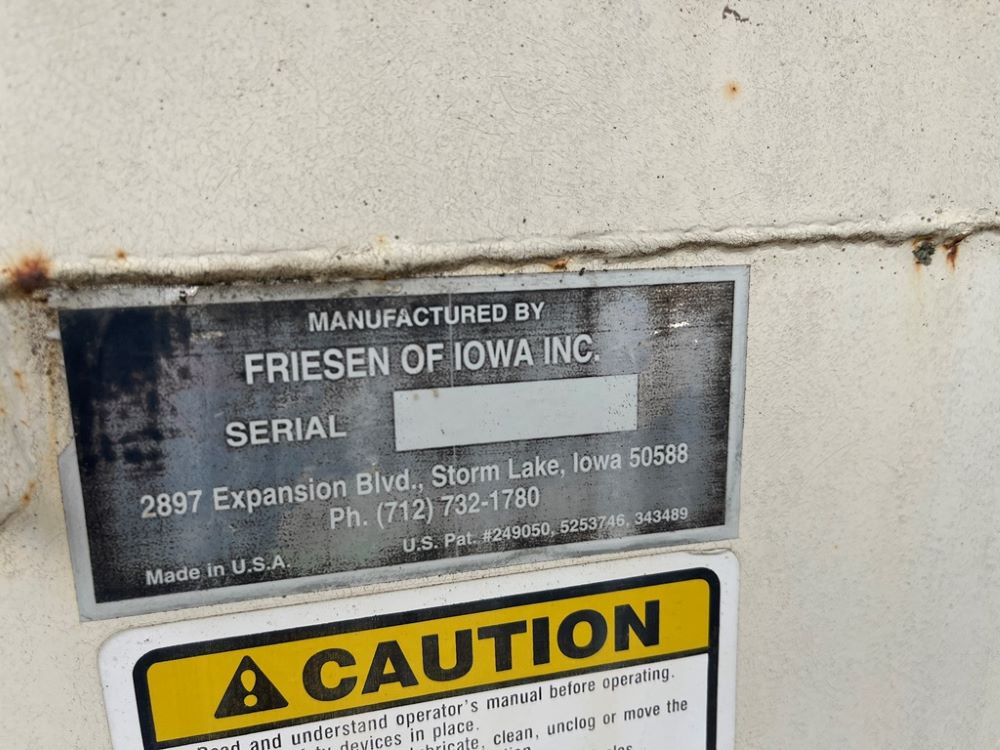 MANUFACTURED BY
FRIESEN OF IOWA INC.
SERIAL
2897 Expansion Blvd., Storm Lake, Iowa 50588
Ph. (712) 732-1780
U.S. Pat. #249050, 5253746, 343489
Made in U.S.A.
CAUTION
Read and understand operator's manual before operating.
devices in place.
clean, unclog or move the